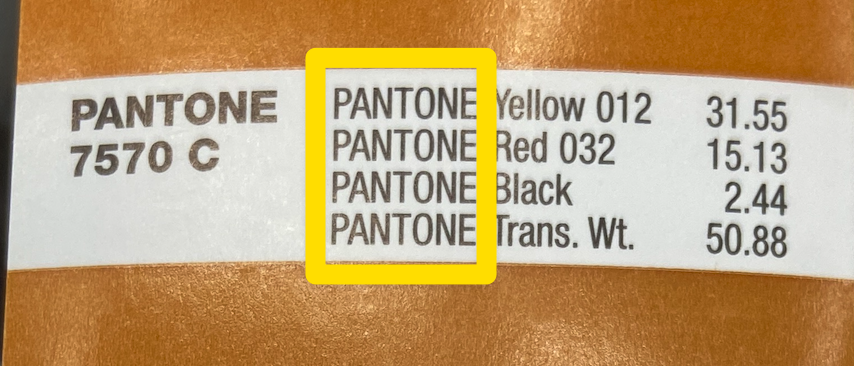 PANTONE
7570 C
PANTONE Yellow 012 31.55
PANTONE Red 032 15.13
PANTONE Black 2.44
PANTONE Trans. Wt. 50.88